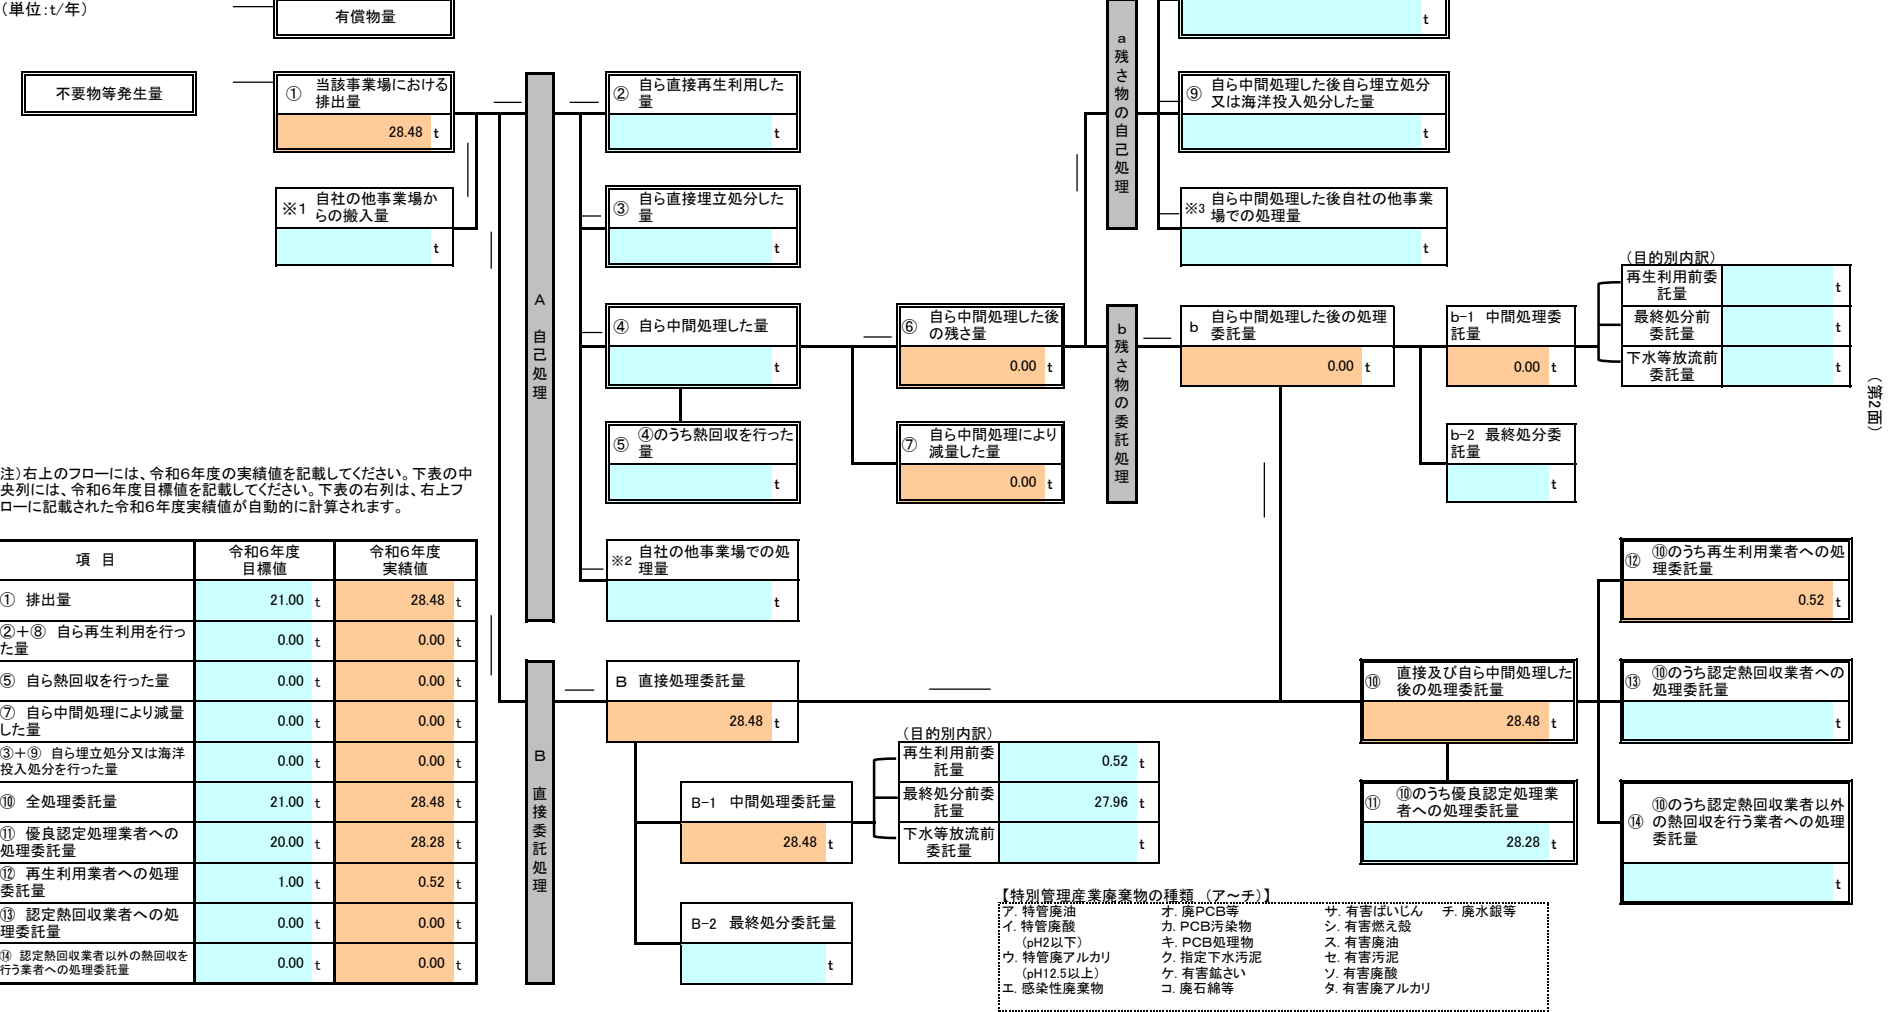 （単位：ｔ/年）
有償物量
ｔ
不要物等発生量
① 当該事業場における
排出量
28.48 ｔ
※1 自社の他事業場か
らの搬入量
ｔ
Ａ 自己処理
② 自ら直接再生利用した
量
ｔ
③ 自ら直接埋立処分した
量
ｔ
④ 自ら中間処理した量
ｔ
⑤ ④のうち熱回収を行った
量
ｔ
※2 自社の他事業場での処
理量
ｔ
⑥ 自ら中間処理した後
の残さ量
0.00 ｔ
⑦ 自ら中間処理により
減量した量
0.00 ｔ
ａ残さ物の自己処理
⑨ 自ら中間処理した後自ら埋立処分
又は海洋投入処分した量
ｔ
※3 自ら中間処理した後自社の他事業
場での処理量
ｔ
ｂ残さ物の委託処理
ｂ 自ら中間処理した後の処理
委託量
0.00 ｔ
b-1 中間処理委
託量
0.00 ｔ
b-2 最終処分委
託量
ｔ
（目的別内訳）
再生利用前委
託量
ｔ
最終処分前
委託量
ｔ
下水等放流前
委託量
ｔ
（第2面）
注）右上のフローには、令和６年度の実績値を記載してください。下表の中
央列には、令和６年度目標値を記載してください。下表の右列は、右上フ
ローに記載された令和６年度実績値が自動的に計算されます。
項 目 令和６年度 目標値 令和６年度 実績値
① 排出量 21.00 ｔ 28.48 ｔ
②＋⑧ 自ら再生利用を行っ
た量 0.00 ｔ 0.00 ｔ
⑤ 自ら熱回収を行った量 0.00 ｔ 0.00 ｔ
⑦ 自ら中間処理により減量
した量 0.00 ｔ 0.00 ｔ
③＋⑨ 自ら埋立処分又は海洋
投入処分を行った量 0.00 ｔ 0.00 ｔ
⑩ 全処理委託量 21.00 ｔ 28.48 ｔ
⑪ 優良認定処理業者への
処理委託量 20.00 ｔ 28.28 ｔ
⑫ 再生利用業者への処理
委託量 1.00 ｔ 0.52 ｔ
⑬ 認定熱回収業者への処
理委託量 0.00 ｔ 0.00 ｔ
⑭ 認定熱回収業者以外の熱回収を
行う業者への処理委託量 0.00 ｔ 0.00 ｔ
Ｂ 直接委託処理
Ｂ 直接処理委託量
28.48 ｔ
B-1 中間処理委託量
28.48 ｔ
B-2 最終処分委託量
ｔ
（目的別内訳）
再生利用前委
託量
0.52 ｔ
最終処分前委
託量
27.96 ｔ
下水等放流前
委託量
ｔ
⑩ 直接及び自ら中間処理した
後の処理委託量
28.48 ｔ
⑪ ⑩のうち優良認定処理業
者への処理委託量
28.28 ｔ
⑫ ⑩のうち再生利用業者への処
理委託量
0.52 ｔ
⑬ ⑩のうち認定熱回収業者への
処理委託量
ｔ
⑭ ⑩のうち認定熱回収業者以外
の熱回収を行う業者への処理
委託量
ｔ
【特別管理産業廃棄物の種類 （ア～チ）】
ア. 特管廃油 オ. 廃PCB等 サ. 有害ばいじん チ. 廃水銀等
イ. 特管廃酸 カ. PCB汚染物 シ. 有害燃え殻
（pH2以下） キ. PCB処理物 ス. 有害廃油
ウ. 特管廃アルカリ ク. 指定下水汚泥 セ. 有害汚泥
（pH12.5以上） ケ. 有害鉱さい ソ. 有害廃酸
エ. 感染性廃棄物 コ. 廃石綿等 タ. 有害廃アルカリ